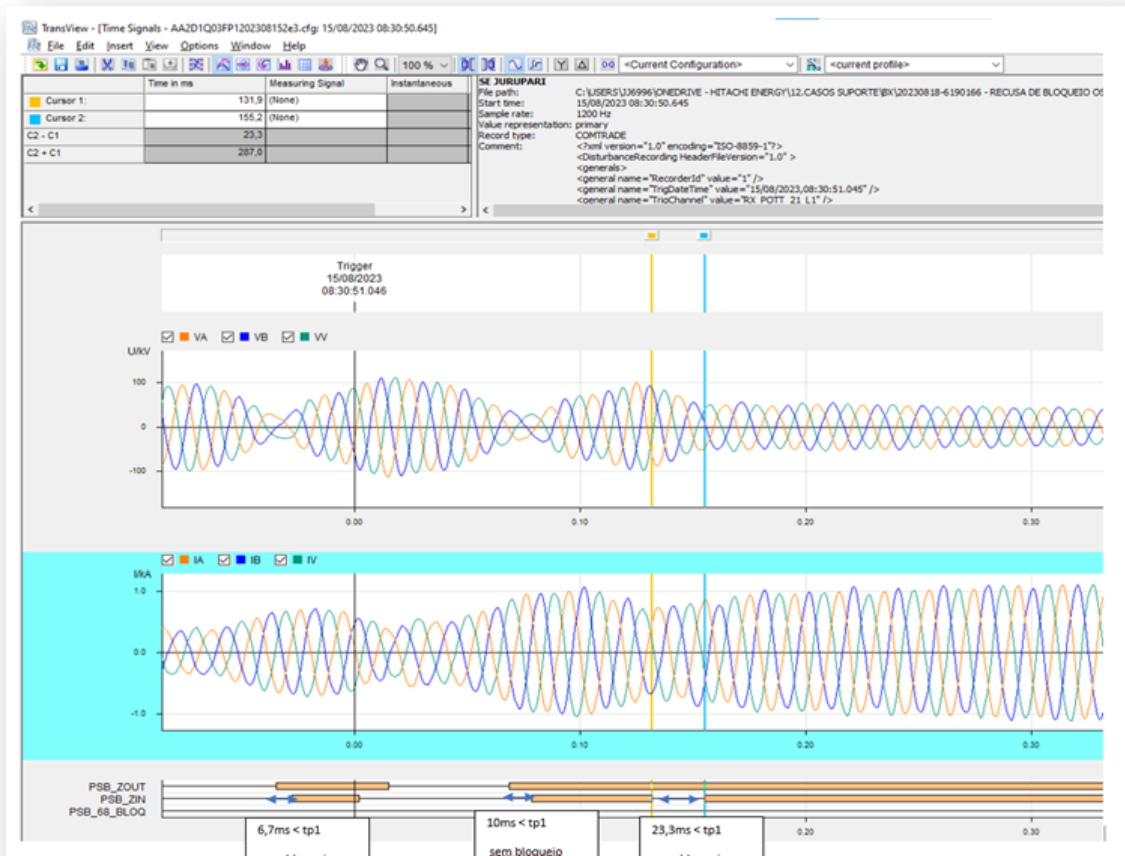 TransView - [Time Signals - AA2D1Q03FP1202308152e3.cfg: 15/08/2023 08:30:50.645]
File Edit Insert View Options Window Help
100 % <Current Configuration> <current profile>
Time in ms Measuring Signal Instantaneous
Cursor 1: 131,9 (None)
Cursor 2: 155,2 (None)
C2 - C1 23,3
C2 + C1 287,0
SE JURUPARI
File path: C:\USERS\JJ6996\ONEDRIVE - HITACHI ENERGY\12.CASOS SUPORTE\BX\20230818-6190166 - RECUSA DE BLOQUEIO OS
Start time: 15/08/2023 08:30:50.645
Sample rate: 1200 Hz
Value representation: primary
Record type: COMTRADE
Comment: <?xml version="1.0" encoding="ISO-8859-1"?>
<DisturbanceRecording HeaderFileVersion="1.0" >
<generals>
<general name="RecorderId" value="1" />
<general name="TrigDateTime" value="15/08/2023,08:30:51.045" />
<general name="TrigChannel" value="RX_POTT_21_L1" />
Trigger
15/08/2023
08:30:51.046
VA VB VV
U/kV
100
0
-100
0.00 0.10 0.20 0.30
IA IB IV
I/kA
1.0
0.0
-1.0
0.00 0.10 0.20 0.30
PSB_ZOUT
PSB_ZIN
PSB_68_BLOQ
0.20 0.30
6,7ms < tp1
10ms < tp1
sem bloqueio
23,3ms < tp1